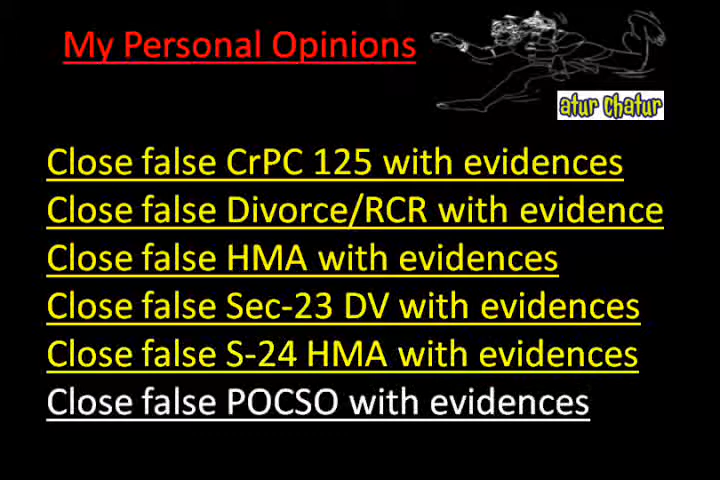 My Personal Opinions
atur Chatur
Close false CrPC 125 with evidences
Close false Divorce/RCR with evidence
Close false HMA with evidences
Close false Sec-23 DV with evidences
Close false S-24 HMA with evidences
Close false POCSO with evidences